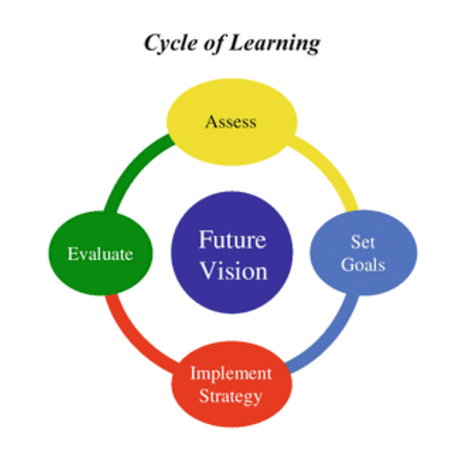 Cycle of Learning
Assess
Evaluate
Future
Vision
Set
Goals
Implement
Strategy